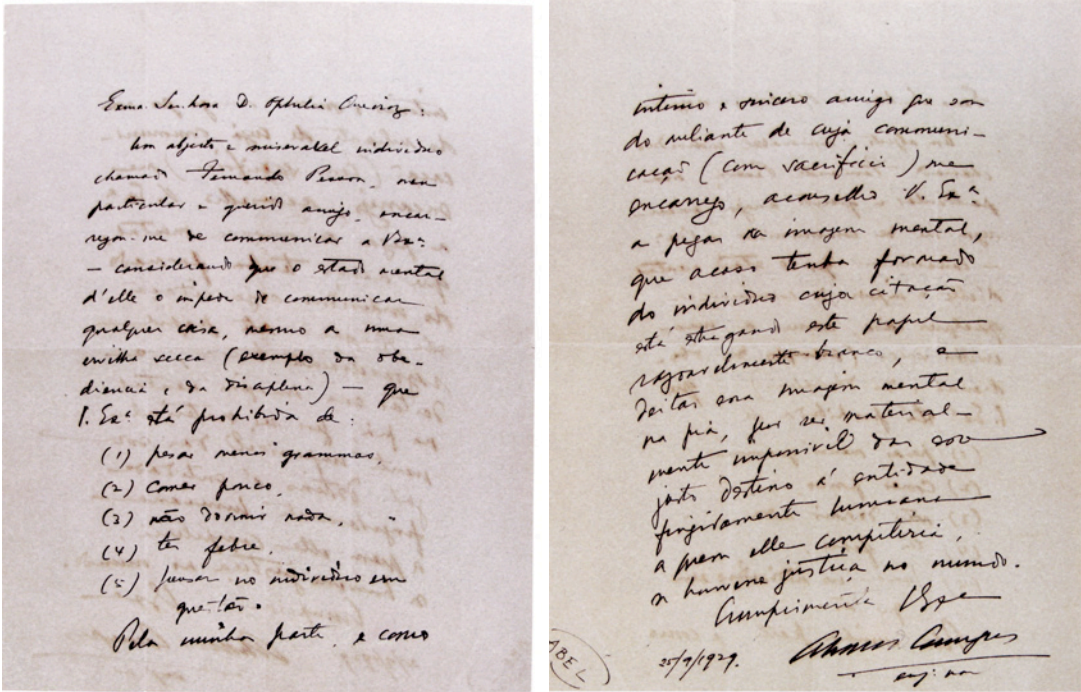 Exma. Senhora D. Ophelia Queiroz:
Um abjecto e miseravel individuo
chamado Fernando Pessoa, meu
particular e querido amigo, encar-
regou-me de communicar a V. Ex.ª
— considerando que o estado mental
d'elle o impede de communicar
qualquer coisa, mesmo a uma
ervilha secca (exemplo da obe-
diencia e da disciplina) — que
V. Ex.ª está prohibida de:
(1) pesar menos grammas,
(2) comer pouco,
(3) não dormir nada,
(4) ter febre,
(5) pensar no individuo em
questão.
Pela minha parte, e como
intimo e sincero amigo que sou
do meliante de cuja communi-
cação (com sacrificio) me
encarrego, aconselho V. Ex.ª
a pegar na imagem mental,
que acaso tenha formado
do individuo cuja citação
está estragando este papel
razoavelmente branco, e
deitar essa imagem mental
na pia, por ser material-
mente impossivel dar esse
justo destino á entidade
fingidamente humana
a quem elle competiria,
se houvesse justiça no mundo.
Cumprimenta V. Ex.ª
Alvaro de Campos
25/9/1929.
eng. naval
ABEL